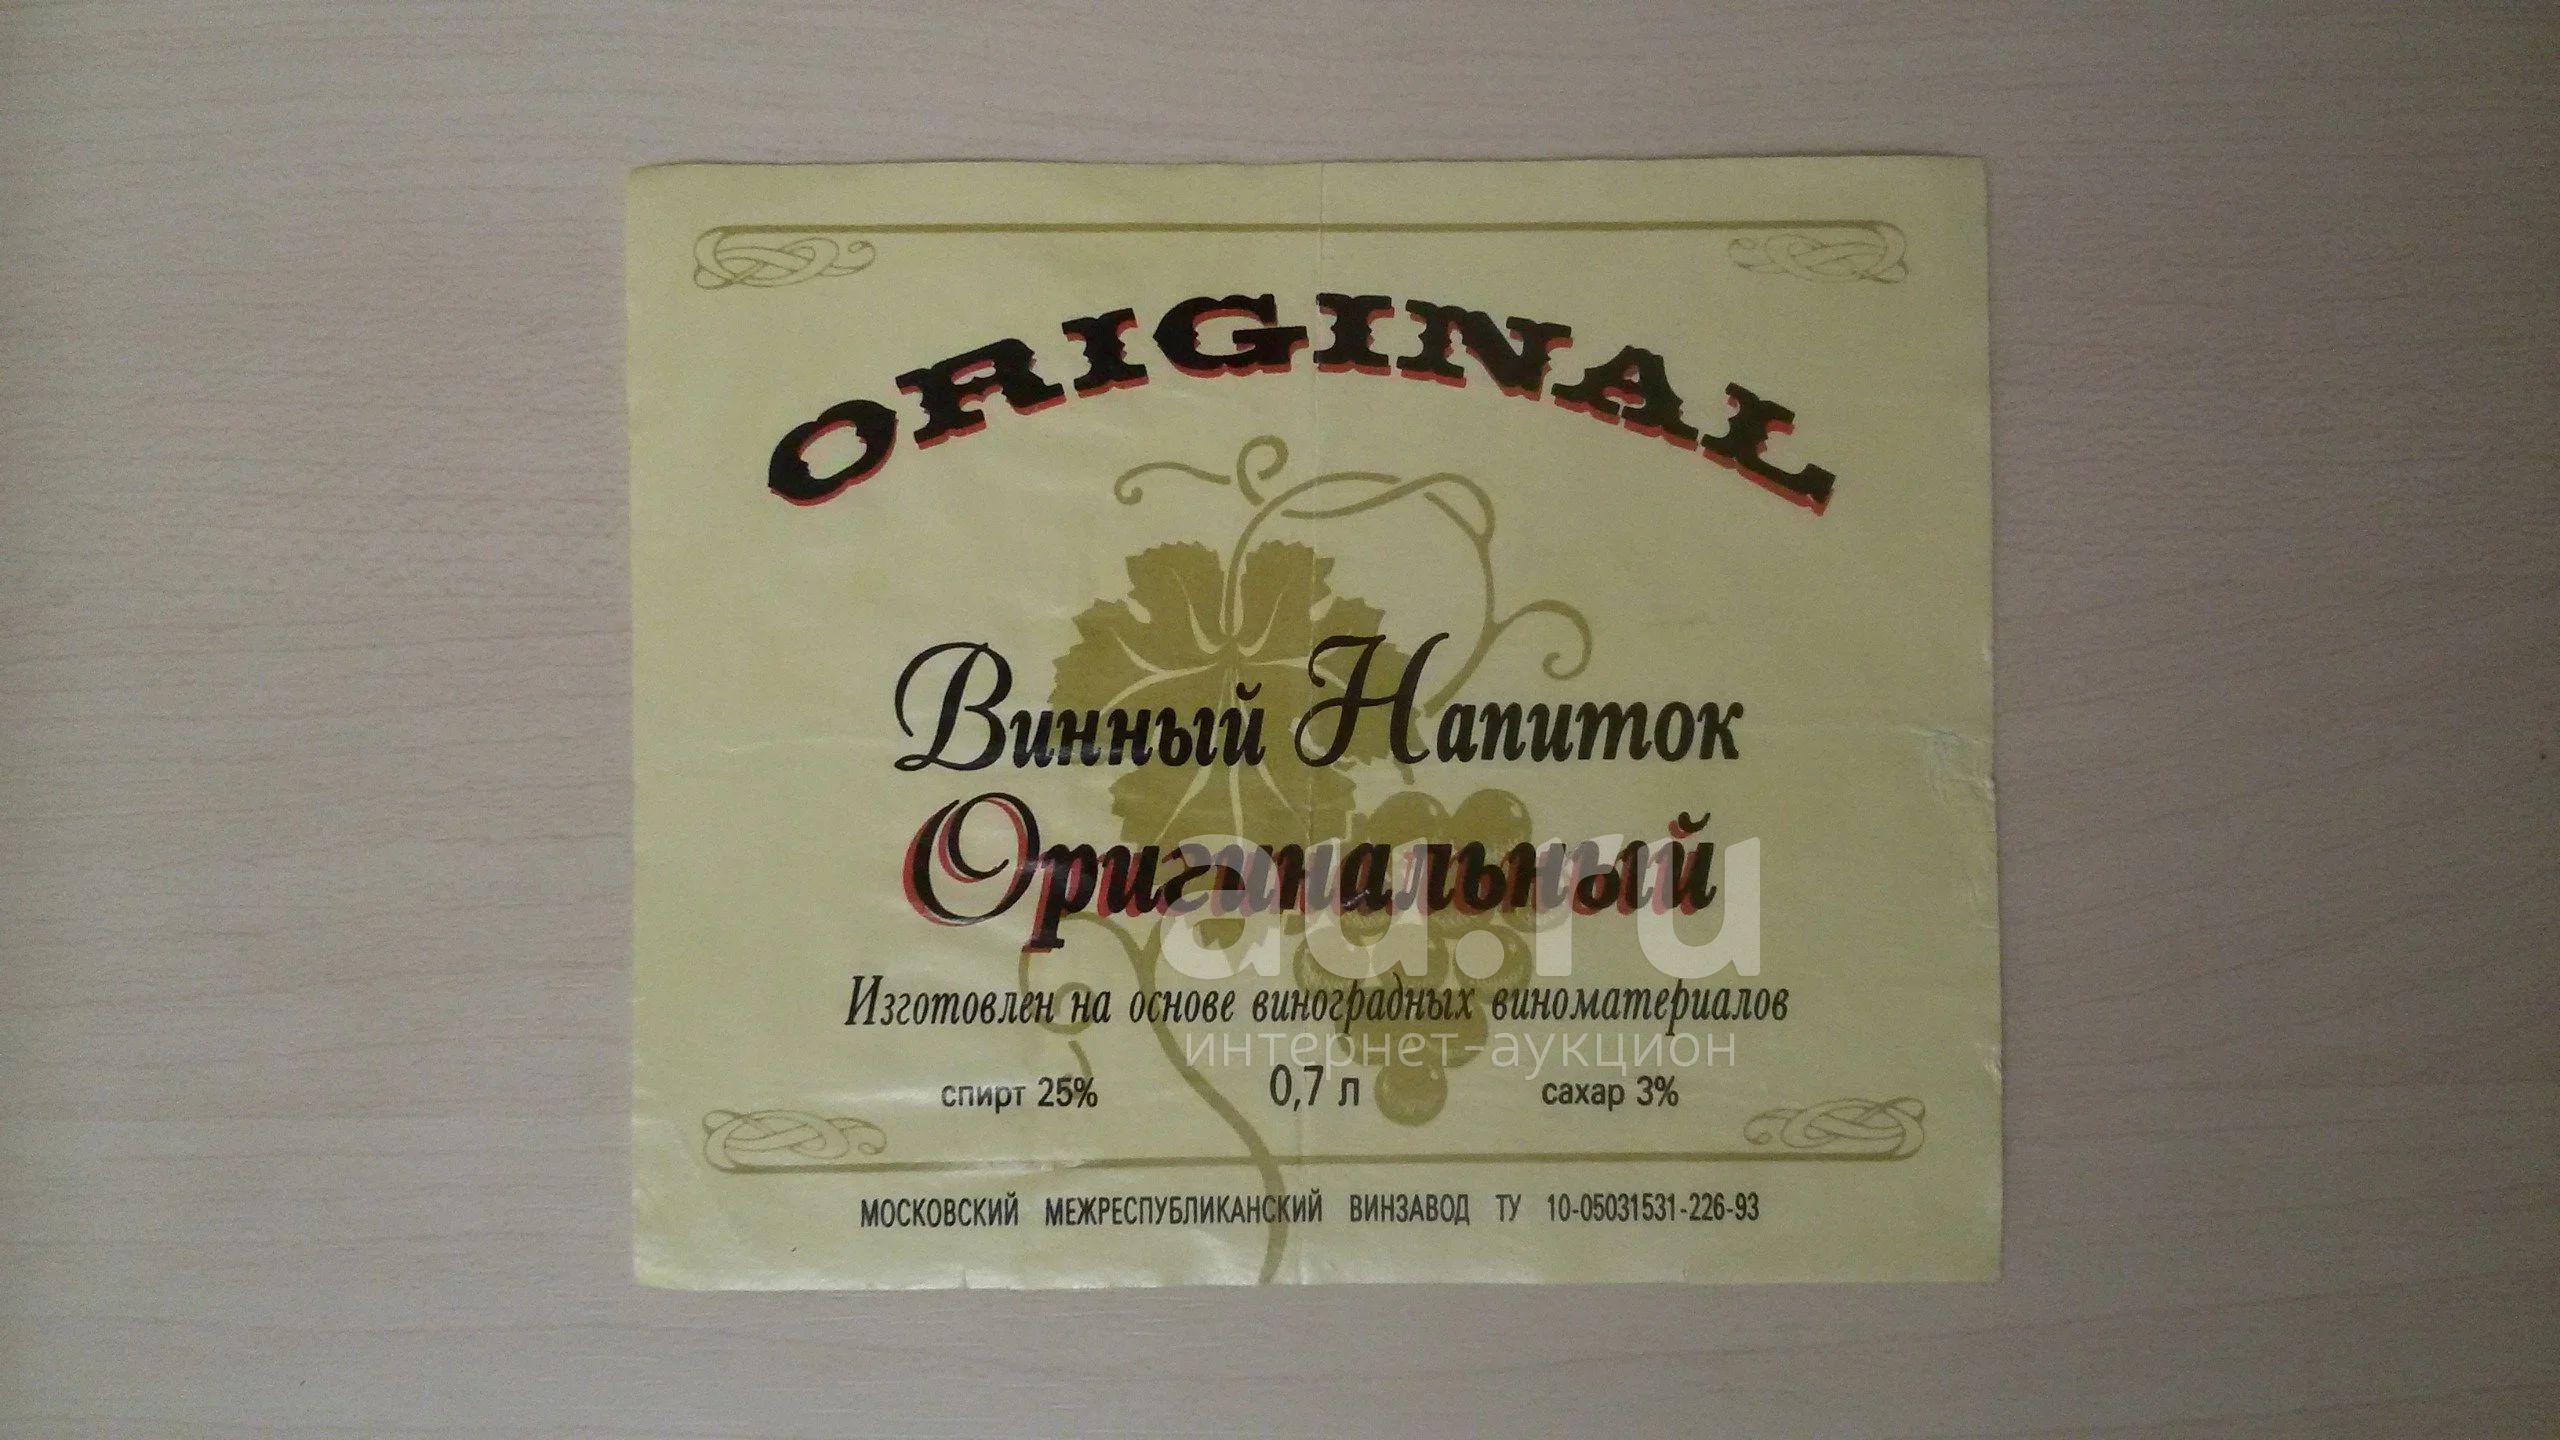 ORIGINAL
Винный Напиток
Оригинальный
au.ru
Изготовлен на основе виноградных виноматериалов
интернет-аукцион
спирт 25% 0,7 л сахар 3%
МОСКОВСКИЙ МЕЖРЕСПУБЛИКАНСКИЙ ВИНЗАВОД ТУ 10-05031531-226-93